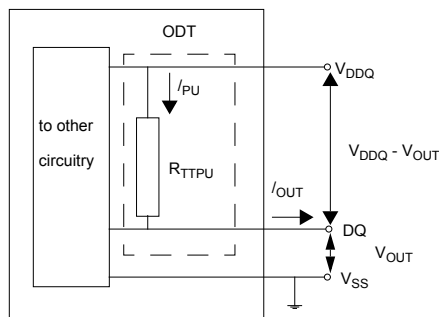 ODT
V_DDQ
I_PU
to other
circuitry
R_TTPU
V_DDQ - V_OUT
I_OUT
DQ
V_OUT
V_SS